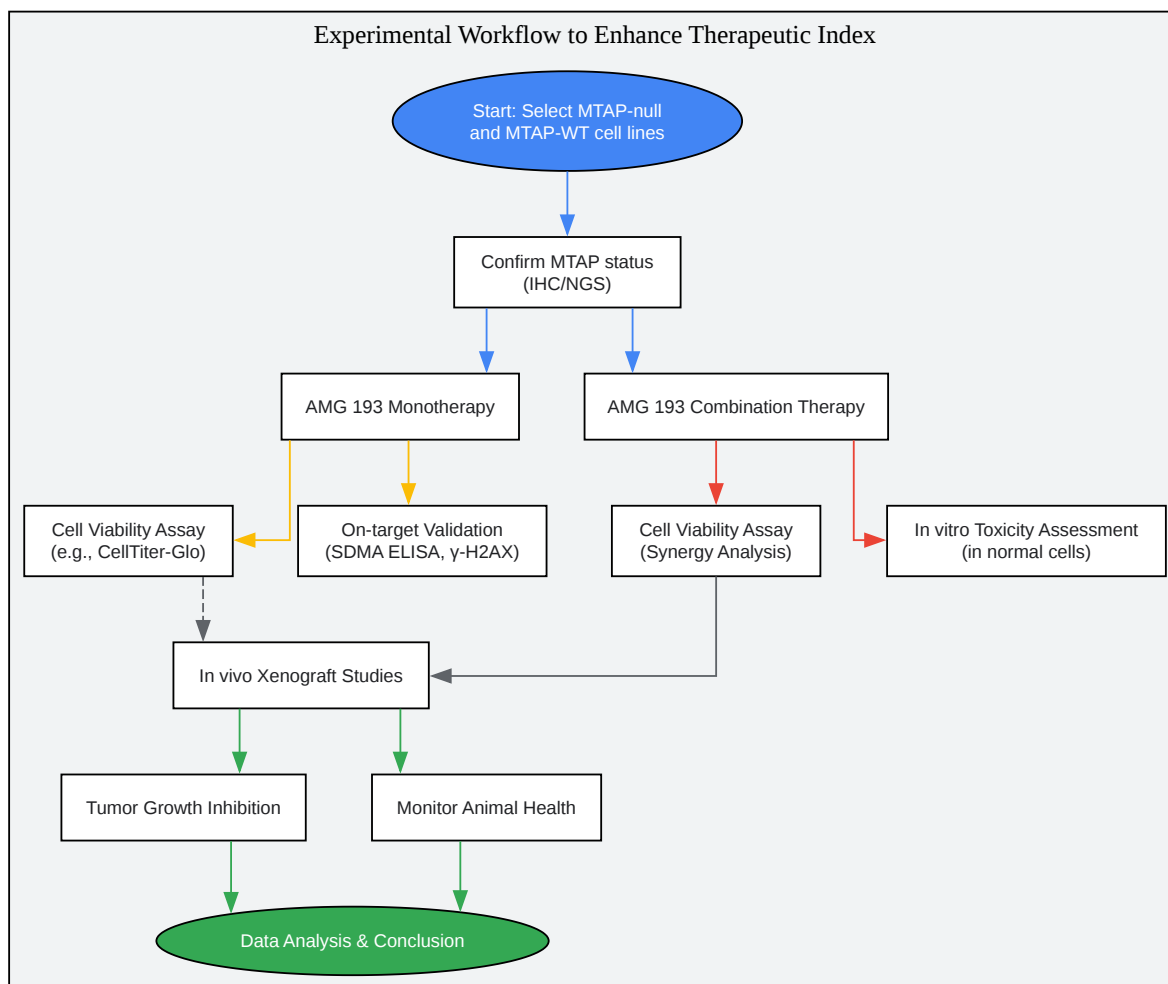 Experimental Workflow to Enhance Therapeutic Index
Start: Select MTAP-null
and MTAP-WT cell lines
Confirm MTAP status
(IHC/NGS)
AMG 193 Monotherapy
AMG 193 Combination Therapy
Cell Viability Assay
(e.g., CellTiter-Glo)
On-target Validation
(SDMA ELISA, γ-H2AX)
Cell Viability Assay
(Synergy Analysis)
In vitro Toxicity Assessment
(in normal cells)
In vivo Xenograft Studies
Tumor Growth Inhibition
Monitor Animal Health
Data Analysis & Conclusion